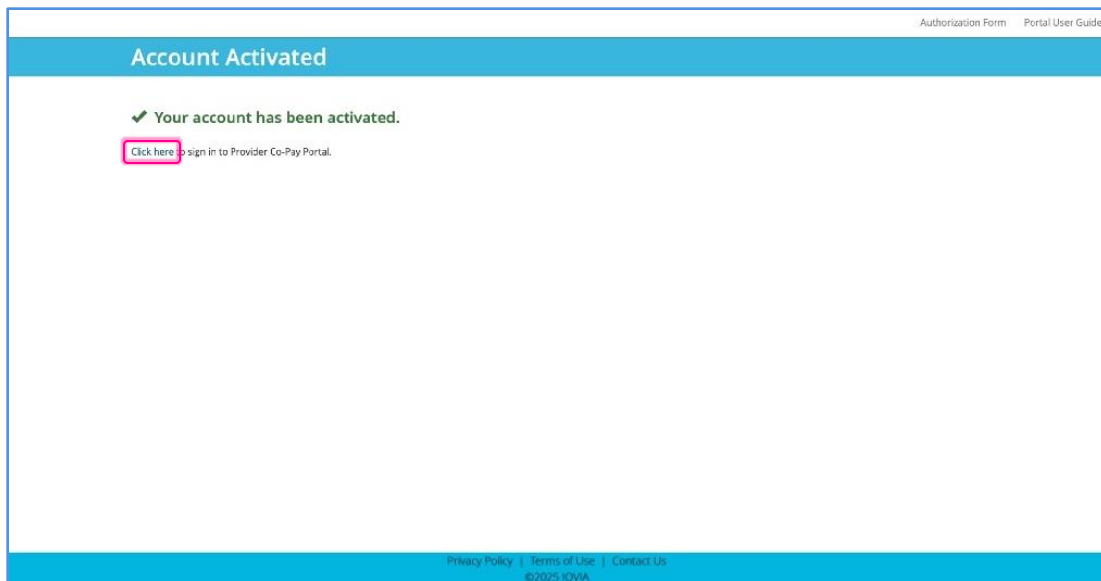 Authorization Form Portal User Guide
Account Activated
✔ Your account has been activated.
Click here to sign in to Provider Co-Pay Portal.
Privacy Policy | Terms of Use | Contact Us
©2025 IQVIA